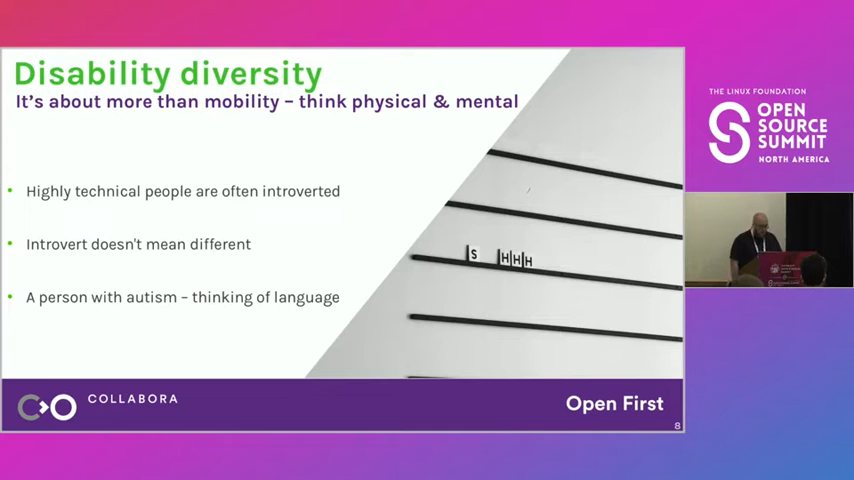 Disability diversity
It's about more than mobility – think physical & mental
• Highly technical people are often introverted
• Introvert doesn't mean different
• A person with autism – thinking of language
S HHH
COLLABORA
Open First
8
THE LINUX FOUNDATION
OPEN
SOURCE
SUMMIT
NORTH AMERICA